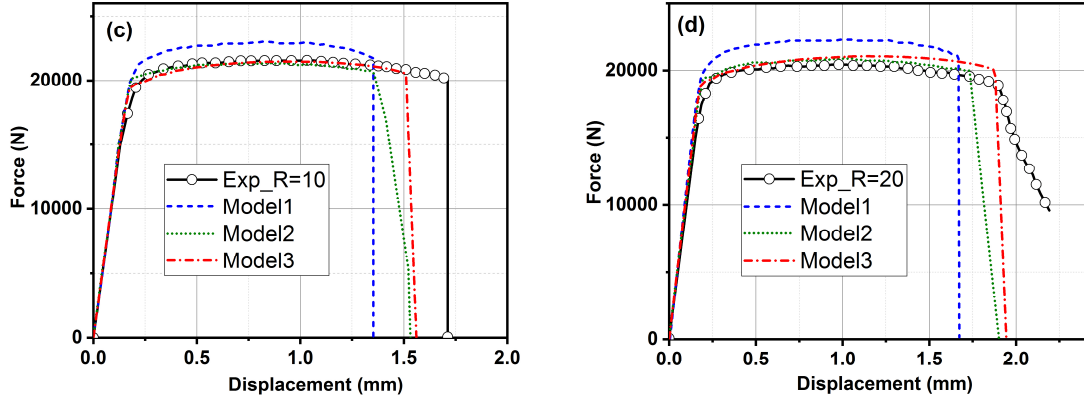 (c)
Force (N)
20000
10000
0
Exp_R=10
Model1
Model2
Model3
0.0 0.5 1.0 1.5 2.0
Displacement (mm)
(d)
Force (N)
20000
10000
0
Exp_R=20
Model1
Model2
Model3
0.0 0.5 1.0 1.5 2.0
Displacement (mm)